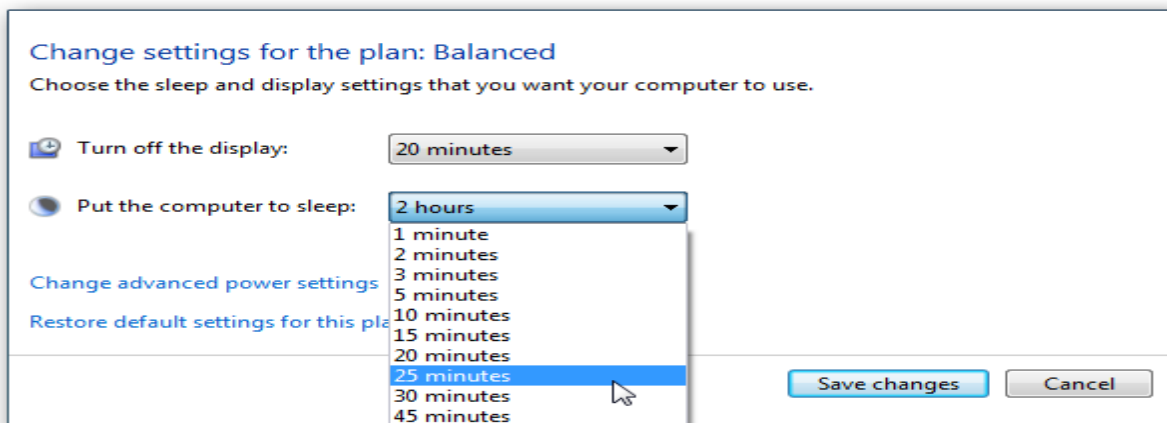 Change settings for the plan: Balanced
Choose the sleep and display settings that you want your computer to use.
Turn off the display: 20 minutes
Put the computer to sleep: 2 hours
1 minute
2 minutes
3 minutes
5 minutes
10 minutes
15 minutes
20 minutes
25 minutes
30 minutes
45 minutes
Change advanced power settings
Restore default settings for this
Save changes Cancel